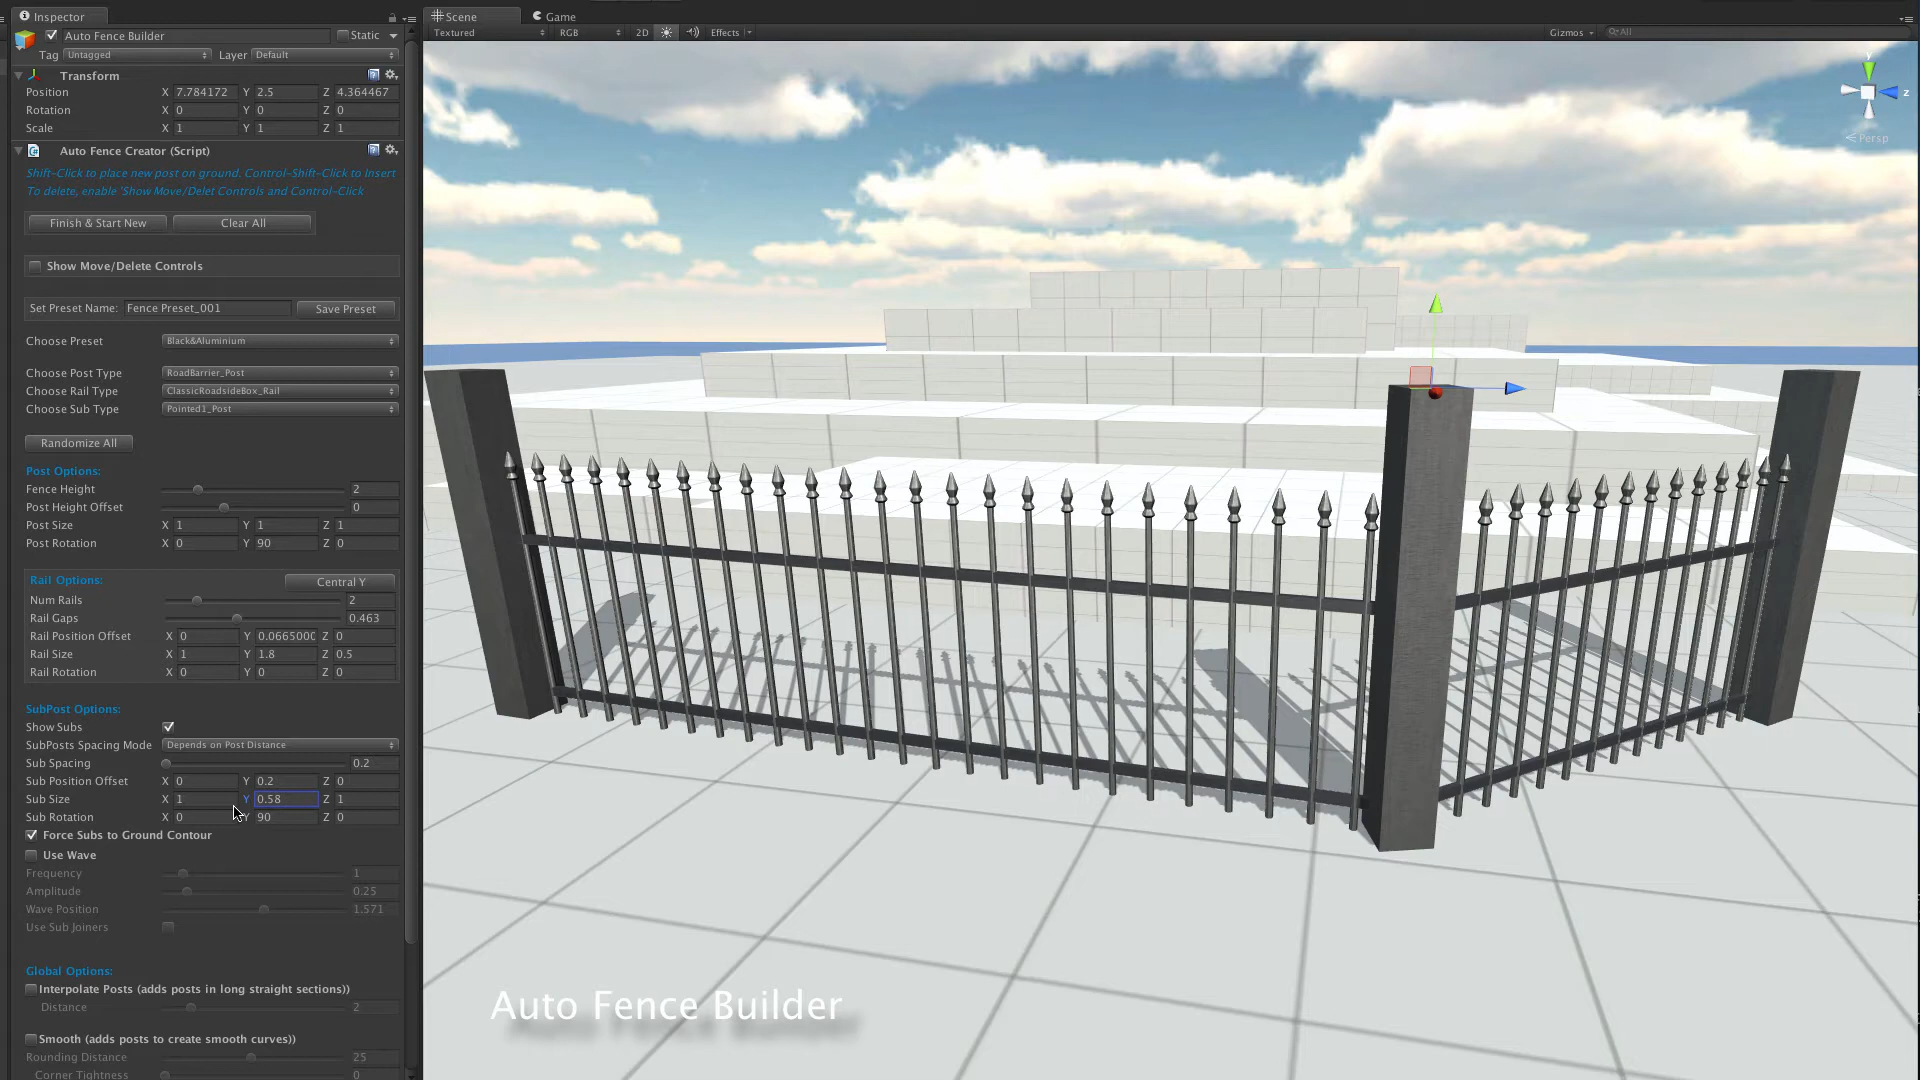 Inspector
Scene
Game
Textured
RGB
2D
Effects
Gizmos
All
Auto Fence Builder
Static
Tag Untagged Layer Default
Transform
Position X 7.784172 Y 2.5 Z 4.364467
Rotation X 0 Y 0 Z 0
Scale X 1 Y 1 Z 1
Auto Fence Creator (Script)
Shift-Click to place new post on ground. Control-Shift-Click to Insert
To delete, enable 'Show Move/Delet Controls and Control-Click
Finish & Start New
Clear All
Show Move/Delete Controls
Set Preset Name: Fence Preset_001 Save Preset
Choose Preset Black&Aluminium
Choose Post Type RoadBarrier_Post
Choose Rail Type ClassicRoadsideBox_Rail
Choose Sub Type Pointed1_Post
Randomize All
Post Options:
Fence Height 2
Post Height Offset 0
Post Size X 1 Y 1 Z 1
Post Rotation X 0 Y 90 Z 0
Rail Options: Central Y
Num Rails 2
Rail Gaps 0.463
Rail Position Offset X 0 Y 0.066500C Z 0
Rail Size X 1 Y 1.8 Z 0.5
Rail Rotation X 0 Y 0 Z 0
SubPost Options:
Show Subs
SubPosts Spacing Mode Depends on Post Distance
Sub Spacing 0.2
Sub Position Offset X 0 Y 0.2 Z 0
Sub Size X 1 Y 0.58 Z 1
Sub Rotation X 0 Y 90 Z 0
Force Subs to Ground Contour
Use Wave
Frequency 1
Amplitude 0.25
Wave Position 1.571
Use Sub Joiners
Global Options:
Interpolate Posts (adds posts in long straight sections))
Distance 2
Smooth (adds posts to create smooth curves))
Rounding Distance 25
Corner Tightness 0
y
z
Persp
Auto Fence Builder